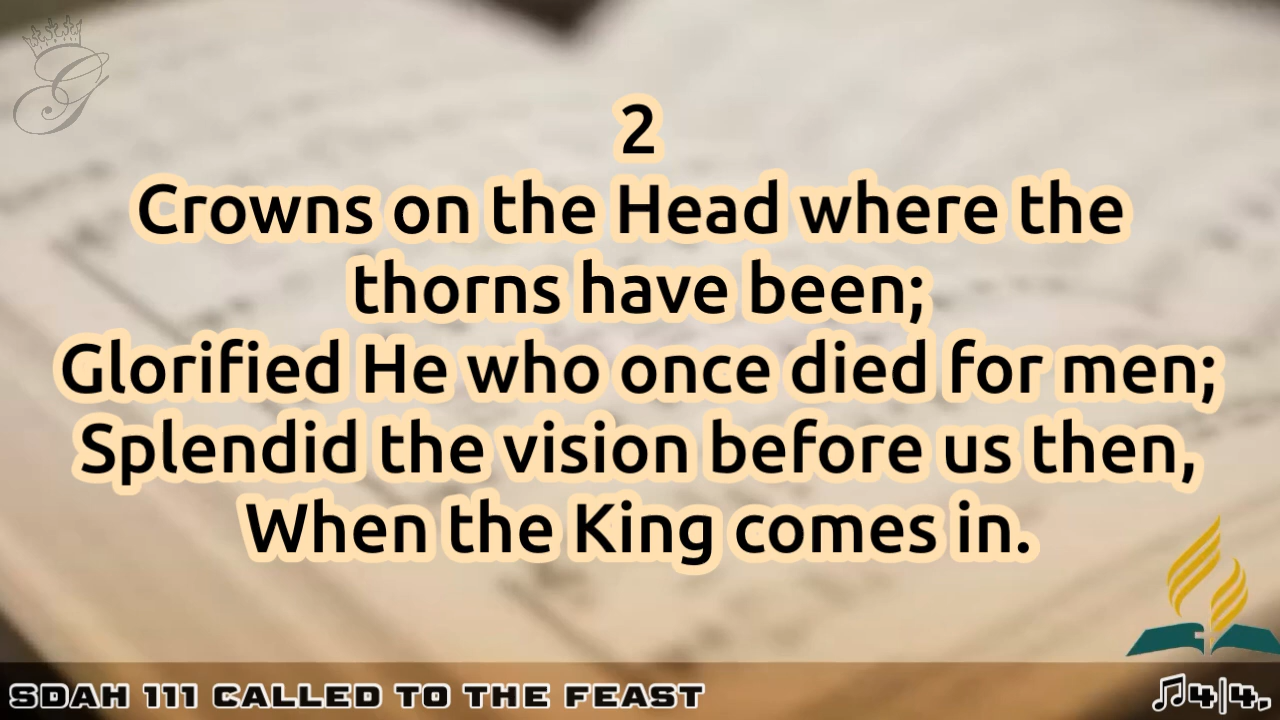 G
2
Crowns on the Head where the
thorns have been;
Glorified He who once died for men;
Splendid the vision before us then,
When the King comes in.
SDAH 111 CALLED TO THE FEAST
♫4|4.